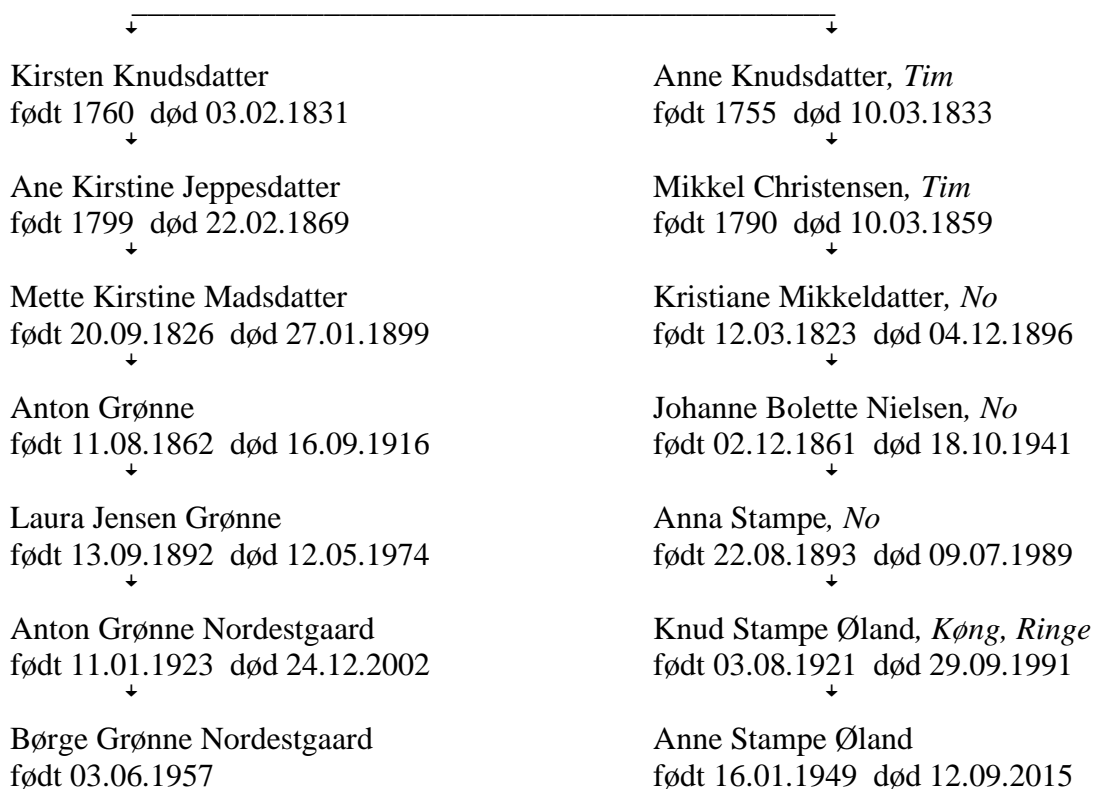 Kirsten Knudsdatter
født 1760 død 03.02.1831
Ane Kirstine Jeppesdatter
født 1799 død 22.02.1869
Mette Kirstine Madsdatter
født 20.09.1826 død 27.01.1899
Anton Grønne
født 11.08.1862 død 16.09.1916
Laura Jensen Grønne
født 13.09.1892 død 12.05.1974
Anton Grønne Nordestgaard
født 11.01.1923 død 24.12.2002
Børge Grønne Nordestgaard
født 03.06.1957
Anne Knudsdatter, Tim
født 1755 død 10.03.1833
Mikkel Christensen, Tim
født 1790 død 10.03.1859
Kristiane Mikkeldatter, No
født 12.03.1823 død 04.12.1896
Johanne Bolette Nielsen, No
født 02.12.1861 død 18.10.1941
Anna Stampe, No
født 22.08.1893 død 09.07.1989
Knud Stampe Øland, Køng, Ringe
født 03.08.1921 død 29.09.1991
Anne Stampe Øland
født 16.01.1949 død 12.09.2015